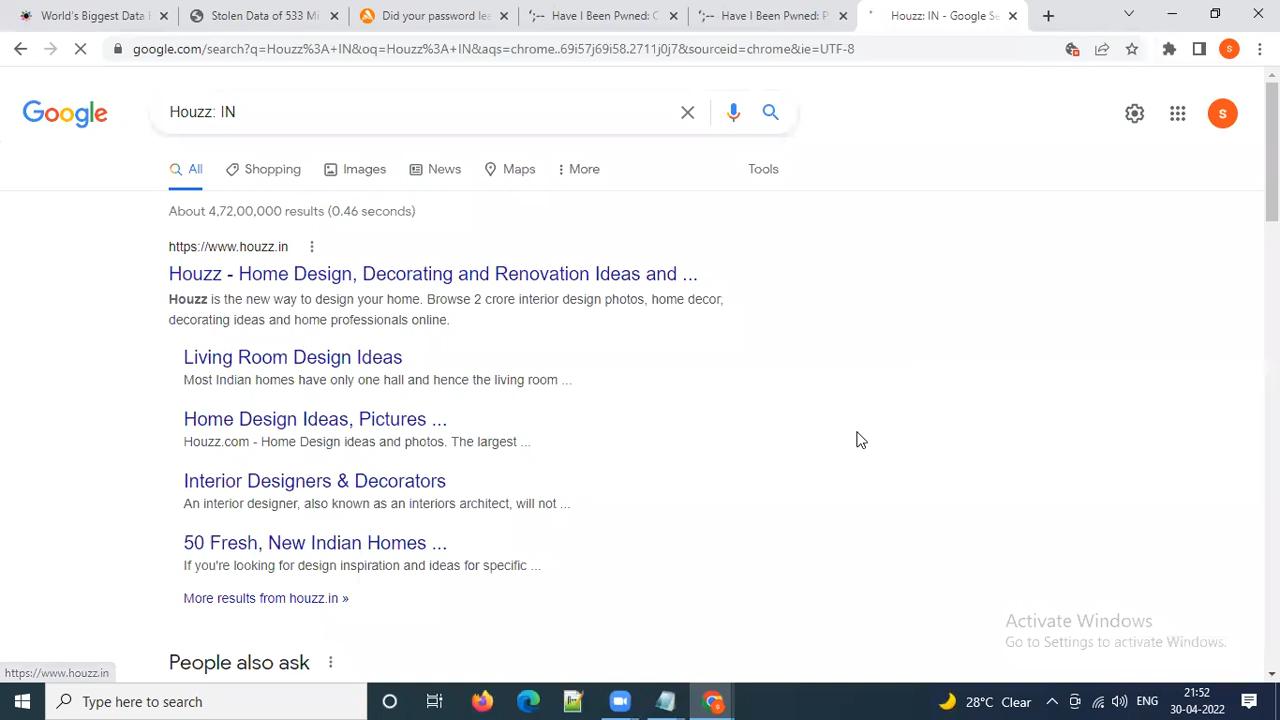 World's Biggest Data B
Stolen Data of 533 Mi
Did your password lea
Have I Been Pwned: C
Have I Been Pwned: P
Houzz: IN - Google Se
google.com/search?q=Houzz%3A+IN&oq=Houzz%3A+IN&aqs=chrome..69i57j69i58.2711j0j7&sourceid=chrome&ie=UTF-8
S
Google
Houzz: IN
S
All
Shopping
Images
News
Maps
More
Tools
About 4,72,00,000 results (0.46 seconds)
https://www.houzz.in
Houzz - Home Design, Decorating and Renovation Ideas and ...
Houzz is the new way to design your home. Browse 2 crore interior design photos, home decor,
decorating ideas and home professionals online.
Living Room Design Ideas
Most Indian homes have only one hall and hence the living room ...
Home Design Ideas, Pictures ...
Houzz.com - Home Design ideas and photos. The largest ...
Interior Designers & Decorators
An interior designer, also known as an interiors architect, will not ...
50 Fresh, New Indian Homes ...
If you're looking for design inspiration and ideas for specific ...
More results from houzz.in »
People also ask
Activate Windows
Go to Settings to activate Windows.
https://www.houzz.in
Type here to search
28°C Clear
ENG
21:52
30-04-2022